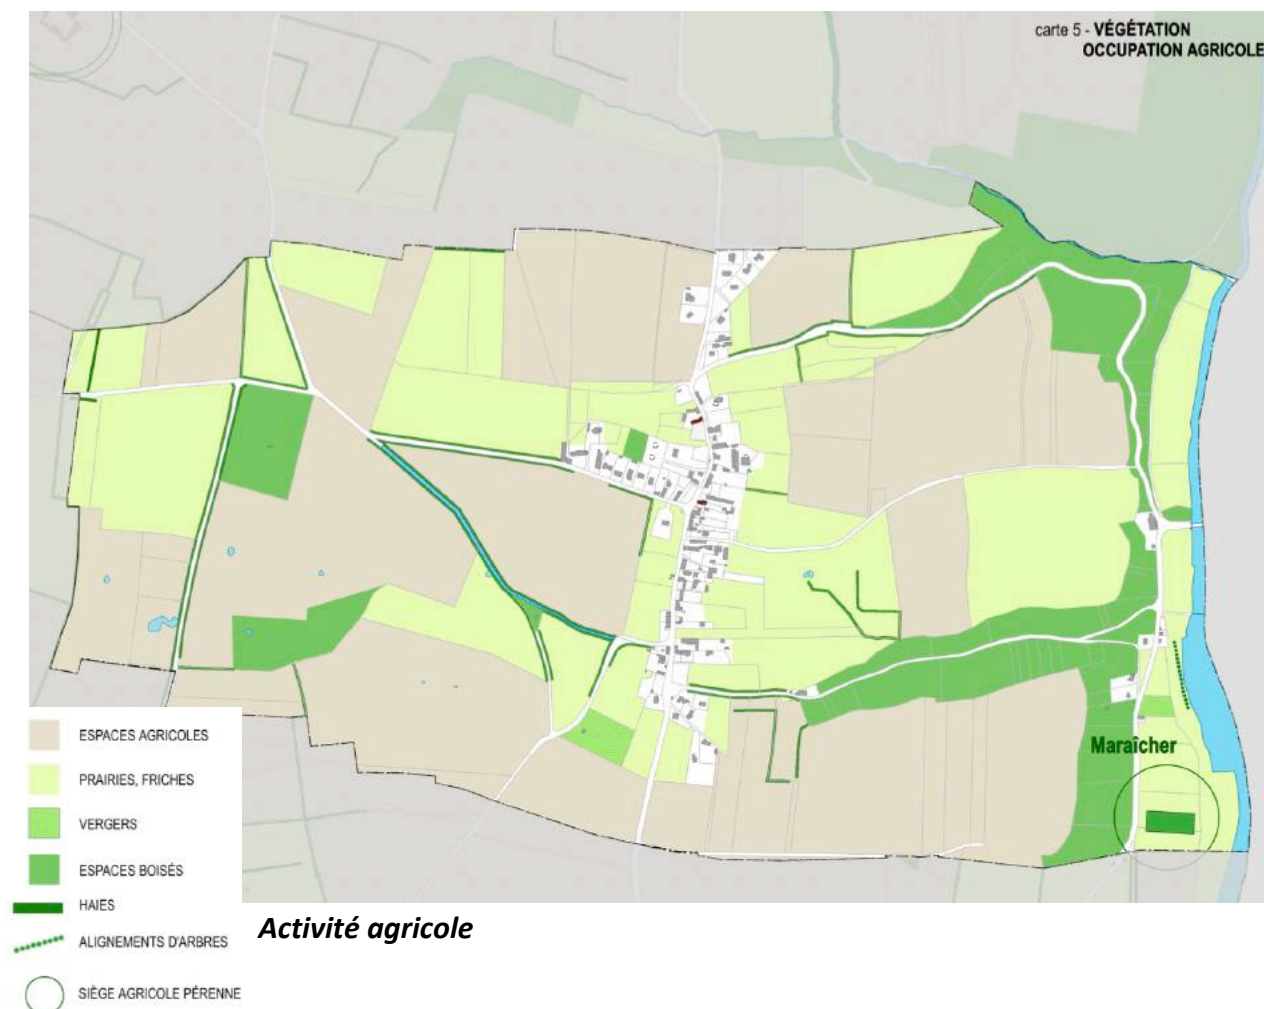 carte 5 - VÉGÉTATION
OCCUPATION AGRICOLE
Maraîcher
ESPACES AGRICOLES
PRAIRIES, FRICHES
VERGERS
ESPACES BOISÉS
HAIES
ALIGNEMENTS D'ARBRES
SIÈGE AGRICOLE PÉRENNE
Activité agricole